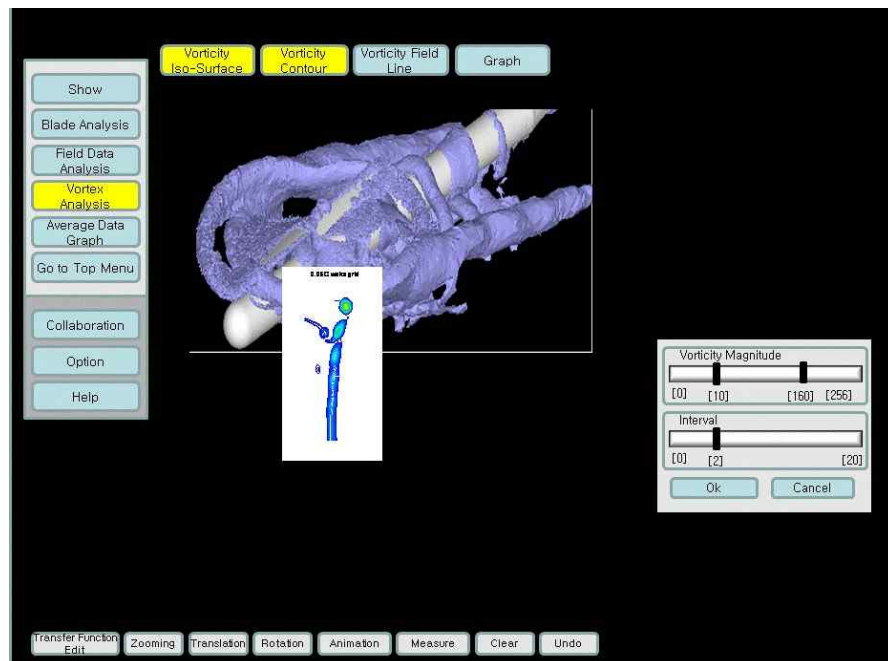 Vorticity
Iso-Surface
Vorticity
Contour
Vorticity Field
Line
Graph
Show
Blade Analysis
Field Data
Analysis
Vortex
Analysis
Average Data
Graph
Go to Top Menu
Collaboration
Option
Help
wake grid
Vorticity Magnitude
[0] [10] [160] [256]
Interval
[0] [2] [20]
Ok Cancel
Transfer Function
Edit
Zooming
Translation
Rotation
Animation
Measure
Clear
Undo